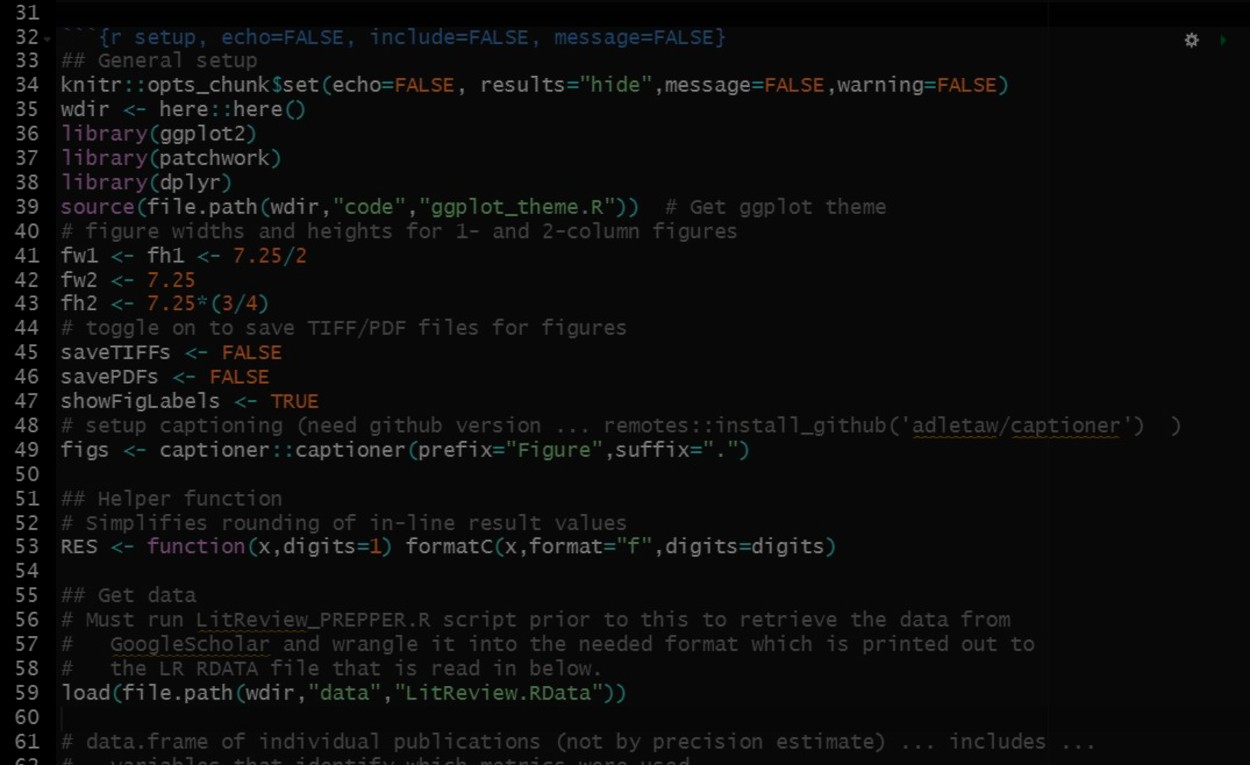 31
32 ```{r setup, echo=FALSE, include=FALSE, message=FALSE}
33 ## General setup
34 knitr::opts_chunk$set(echo=FALSE, results="hide",message=FALSE,warning=FALSE)
35 wdir <- here::here()
36 library(ggplot2)
37 library(patchwork)
38 library(dplyr)
39 source(file.path(wdir,"code","ggplot_theme.R"))  # Get ggplot theme
40 # figure widths and heights for 1- and 2-column figures
41 fw1 <- fh1 <- 7.25/2
42 fw2 <- 7.25
43 fh2 <- 7.25*(3/4)
44 # toggle on to save TIFF/PDF files for figures
45 saveTIFFs <- FALSE
46 savePDFs <- FALSE
47 showFigLabels <- TRUE
48 # setup captioning (need github version ... remotes::install_github('adletaw/captioner')  )
49 figs <- captioner::captioner(prefix="Figure",suffix=".")
50
51 ## Helper function
52 # Simplifies rounding of in-line result values
53 RES <- function(x,digits=1) formatC(x,format="f",digits=digits)
54
55 ## Get data
56 # Must run LitReview_PREPPER.R script prior to this to retrieve the data from
57 #   GoogleScholar and wrangle it into the needed format which is printed out to
58 #   the LR RDATA file that is read in below.
59 load(file.path(wdir,"data","LitReview.RData"))
60
61 # data.frame of individual publications (not by precision estimate) ... includes ...
62 #   variables that identify which metrics were used